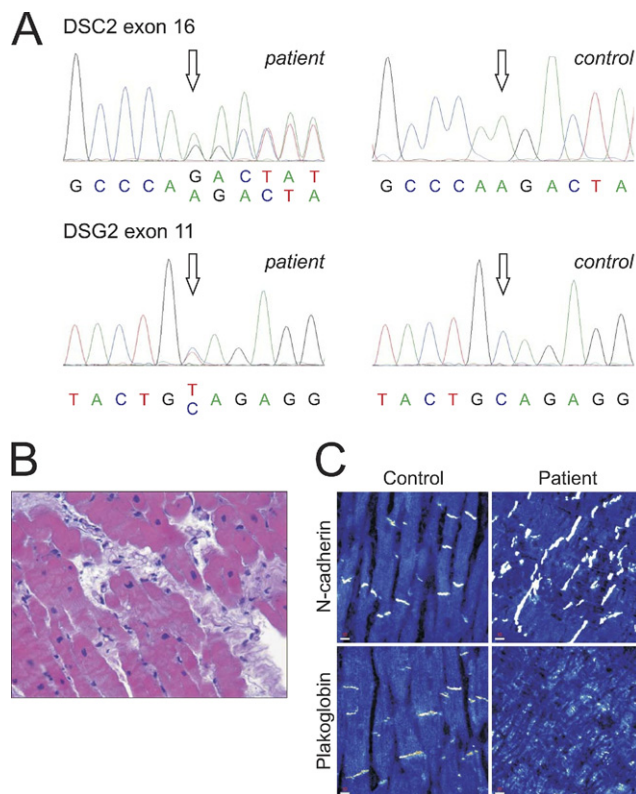 A
DSC2 exon 16
patient
control
G C C C A G A C T A T
A G A C T A
G C C C A A G A C T A
DSG2 exon 11
patient
control
T A C T G T A G A G G
C
T A C T G C A G A G G
B
C
Control Patient
N-cadherin
Plakoglobin